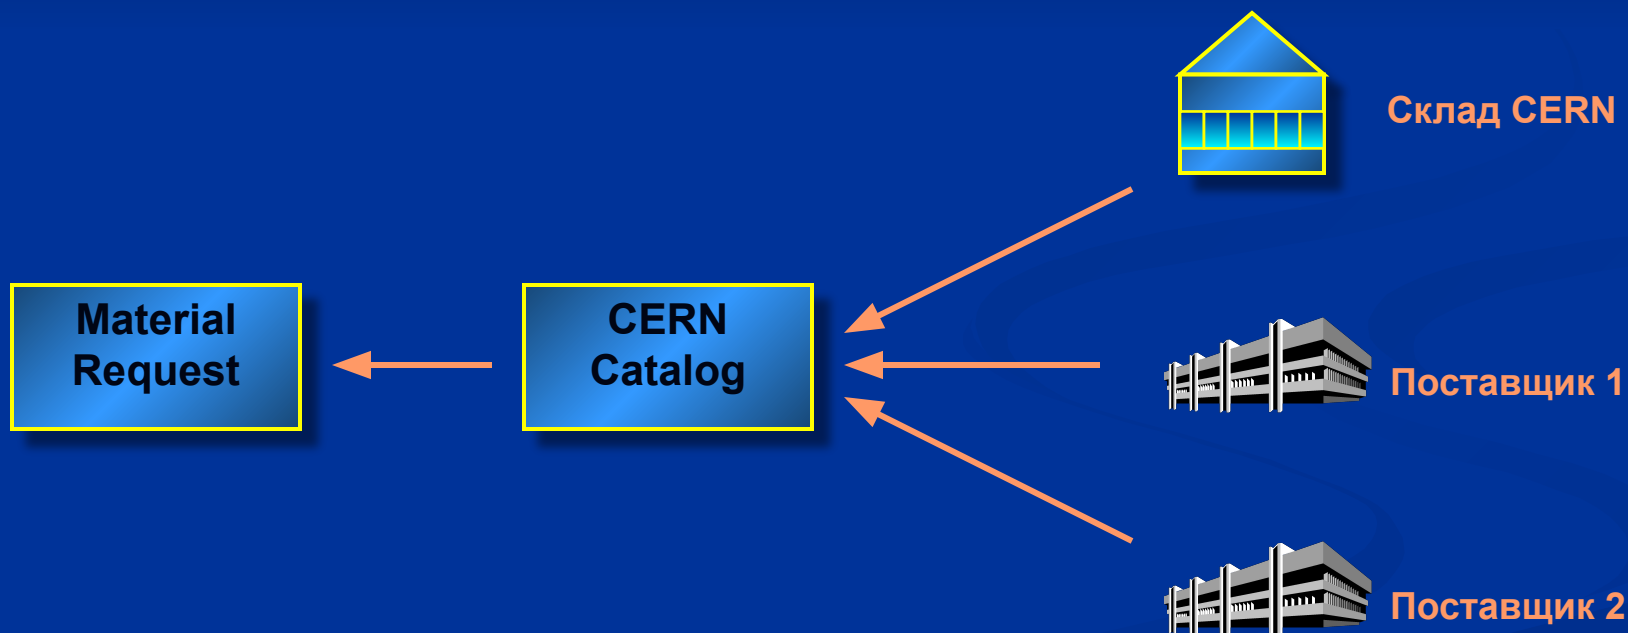 Склад CERN
Material
Request
CERN
Catalog
Поставщик 1
Поставщик 2